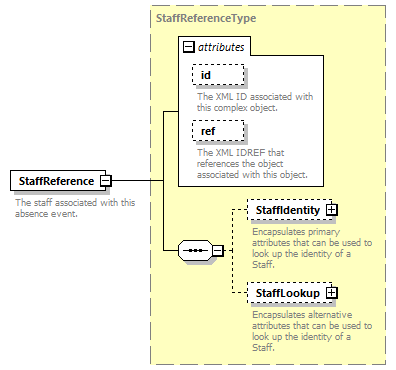 StaffReferenceType
attributes
id
The XML ID associated with
this complex object.
ref
The XML IDREF that
references the object
associated with this object.
StaffReference
The staff associated with this
absence event.
StaffIdentity
Encapsulates primary
attributes that can be used to
look up the identity of a
Staff.
StaffLookup
Encapsulates alternative
attributes that can be used to
look up the identity of a
Staff.